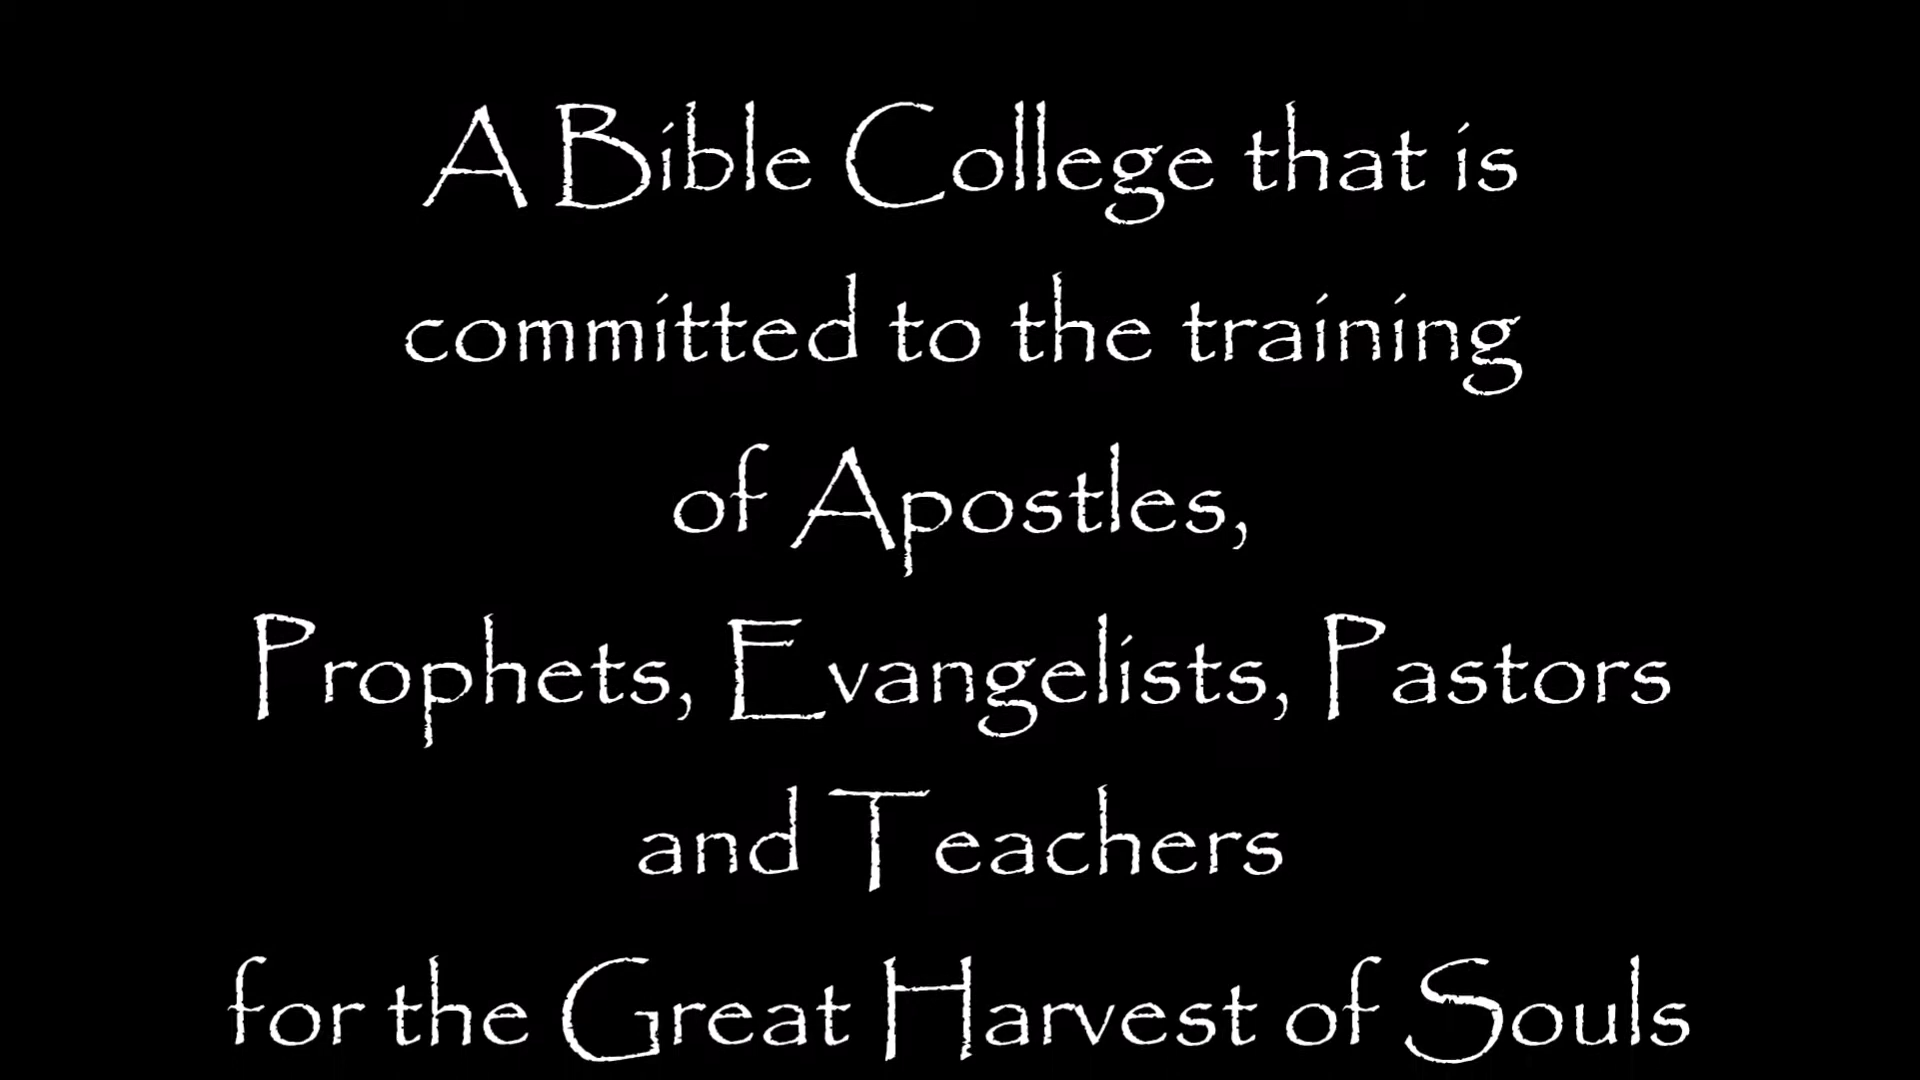 A Bible College that is
committed to the training
of Apostles,
Prophets, Evangelists, Pastors
and Teachers
for the Great Harvest of Souls